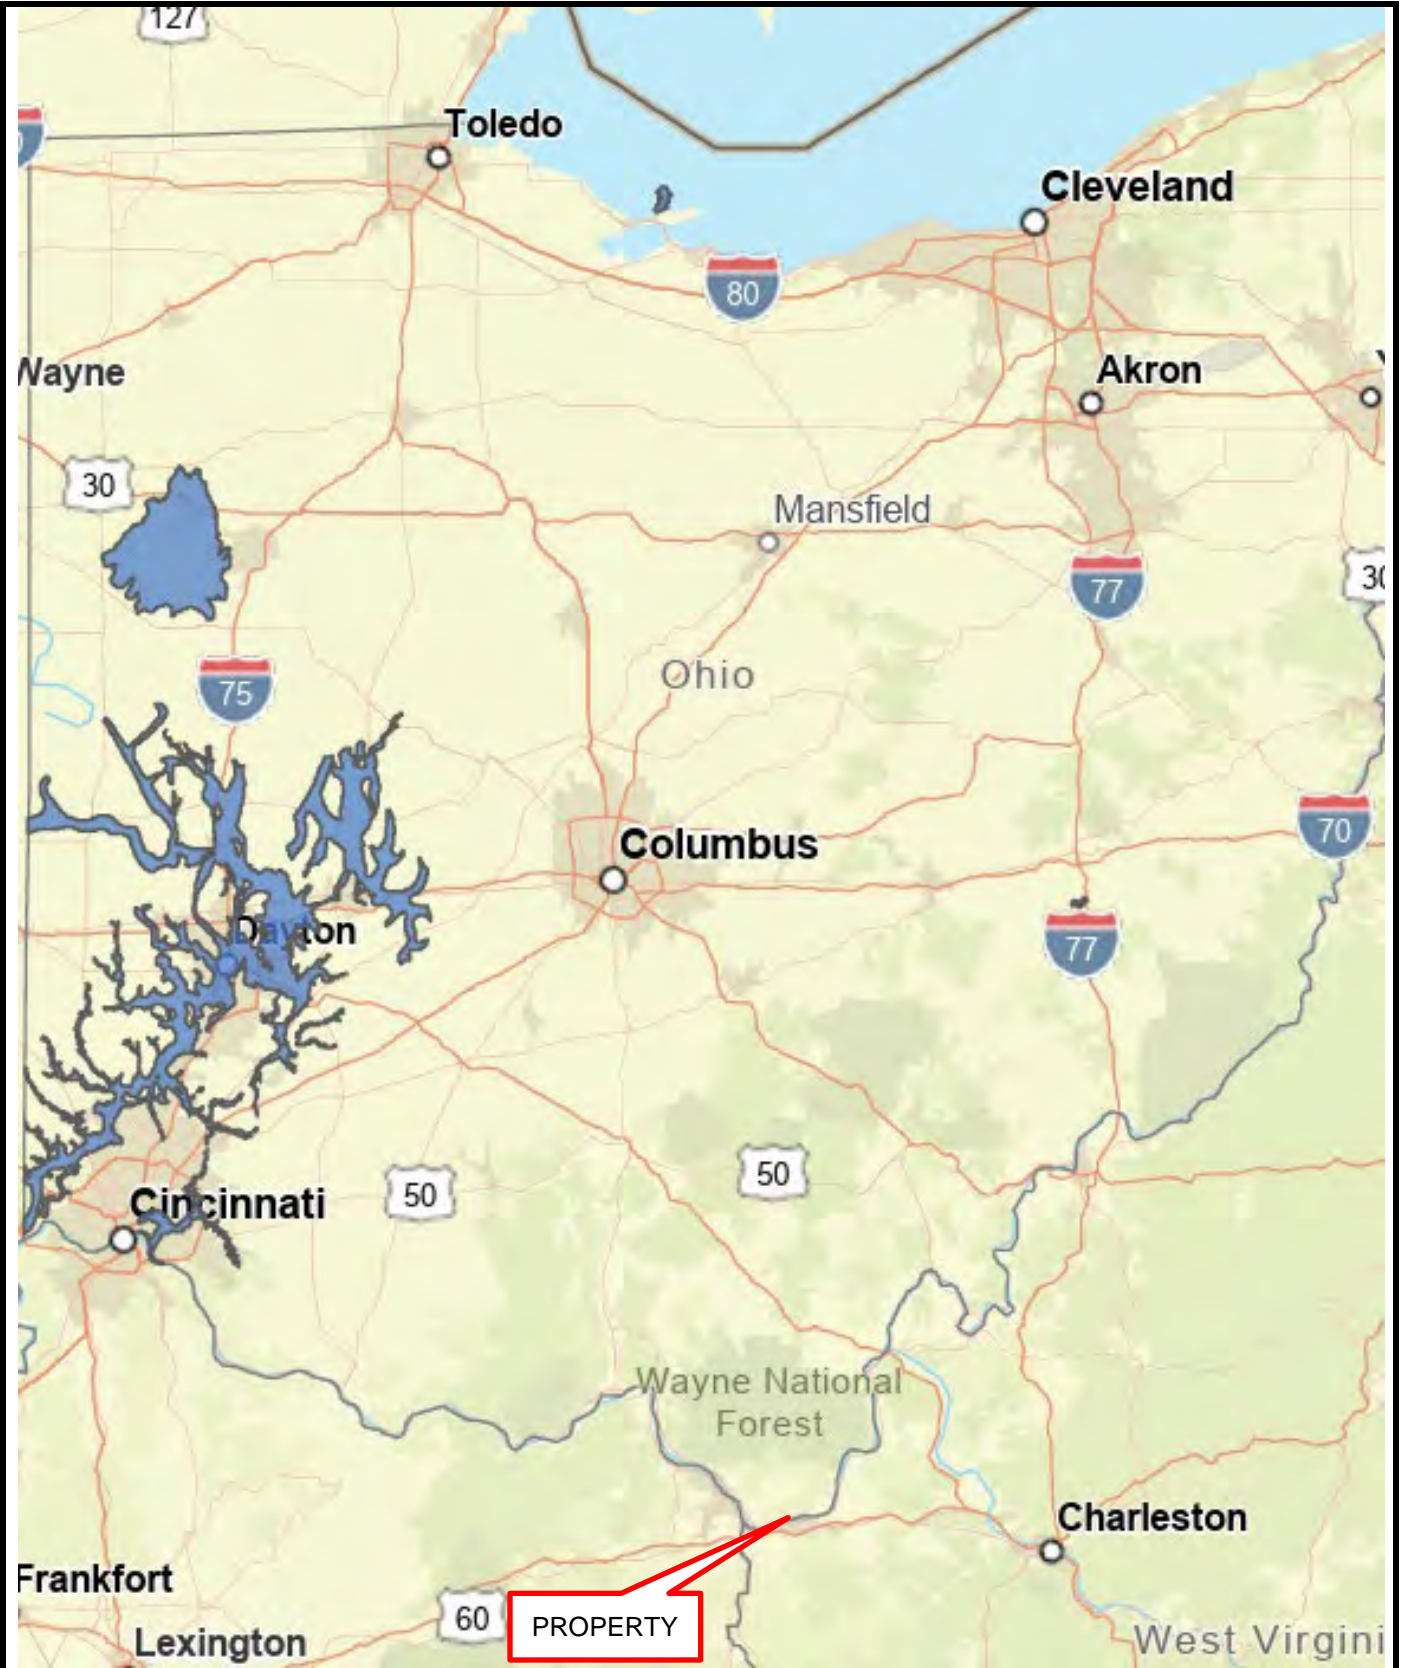 127
Toledo
Cleveland
80
Wayne
Akron
30
Mansfield
77
30
Ohio
75
70
Columbus
Dayton
77
50
50
Cincinnati
Wayne National
Forest
Charleston
Frankfort
60
PROPERTY
Lexington
West Virgini